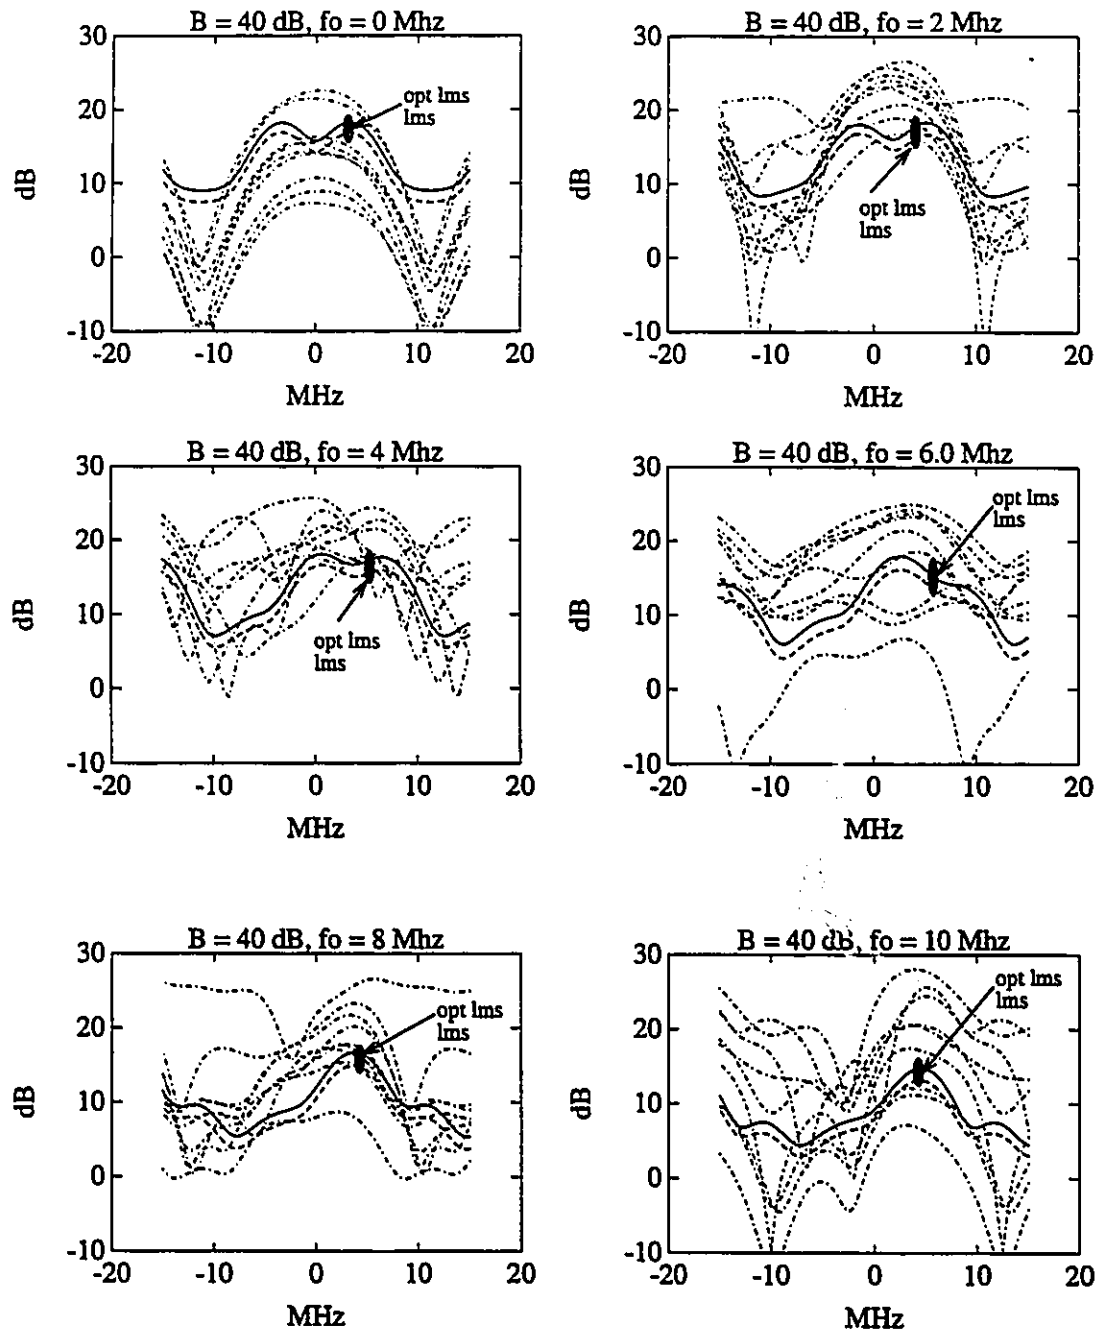 B = 40 dB, fo = 0 Mhz
30
20
10
0
-10
dB
opt lms
lms
-20
-10
0
10
20
MHz
B = 40 dB, fo = 2 Mhz
30
20
10
0
-10
dB
opt lms
lms
-20
-10
0
10
20
MHz
B = 40 dB, fo = 4 Mhz
30
20
10
0
-10
dB
opt lms
lms
-20
-10
0
10
20
MHz
B = 40 dB, fo = 6.0 Mhz
30
20
10
0
-10
dB
opt lms
lms
-20
-10
0
10
20
MHz
B = 40 dB, fo = 8 Mhz
30
20
10
0
-10
dB
opt lms
lms
-20
-10
0
10
20
MHz
B = 40 dB, fo = 10 Mhz
30
20
10
0
-10
dB
opt lms
lms
-20
-10
0
10
20
MHz